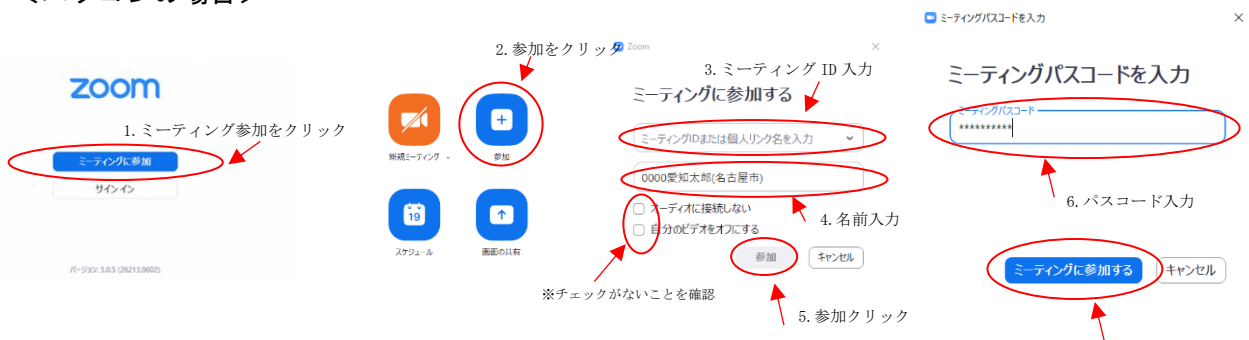 zoom
1.ミーティング参加をクリック
ミーティングに参加
サインイン
バージョン: 5.0.5 (26213.0602)
2.参加をクリック
新規ミーティング
参加
19
スケジュール
画面の共有
Zoom
3.ミーティング ID 入力
ミーティングに参加する
ミーティングIDまたは個人リンク名を入力
0000愛知太郎(名古屋市)
4.名前入力
オーディオに接続しない
自分のビデオをオフにする
参加
キャンセル
※チェックがないことを確認
5.参加クリック
ミーティングパスコードを入力
ミーティングパスコードを入力
ミーティングパスコード
**********
6.パスコード入力
ミーティングに参加する
キャンセル